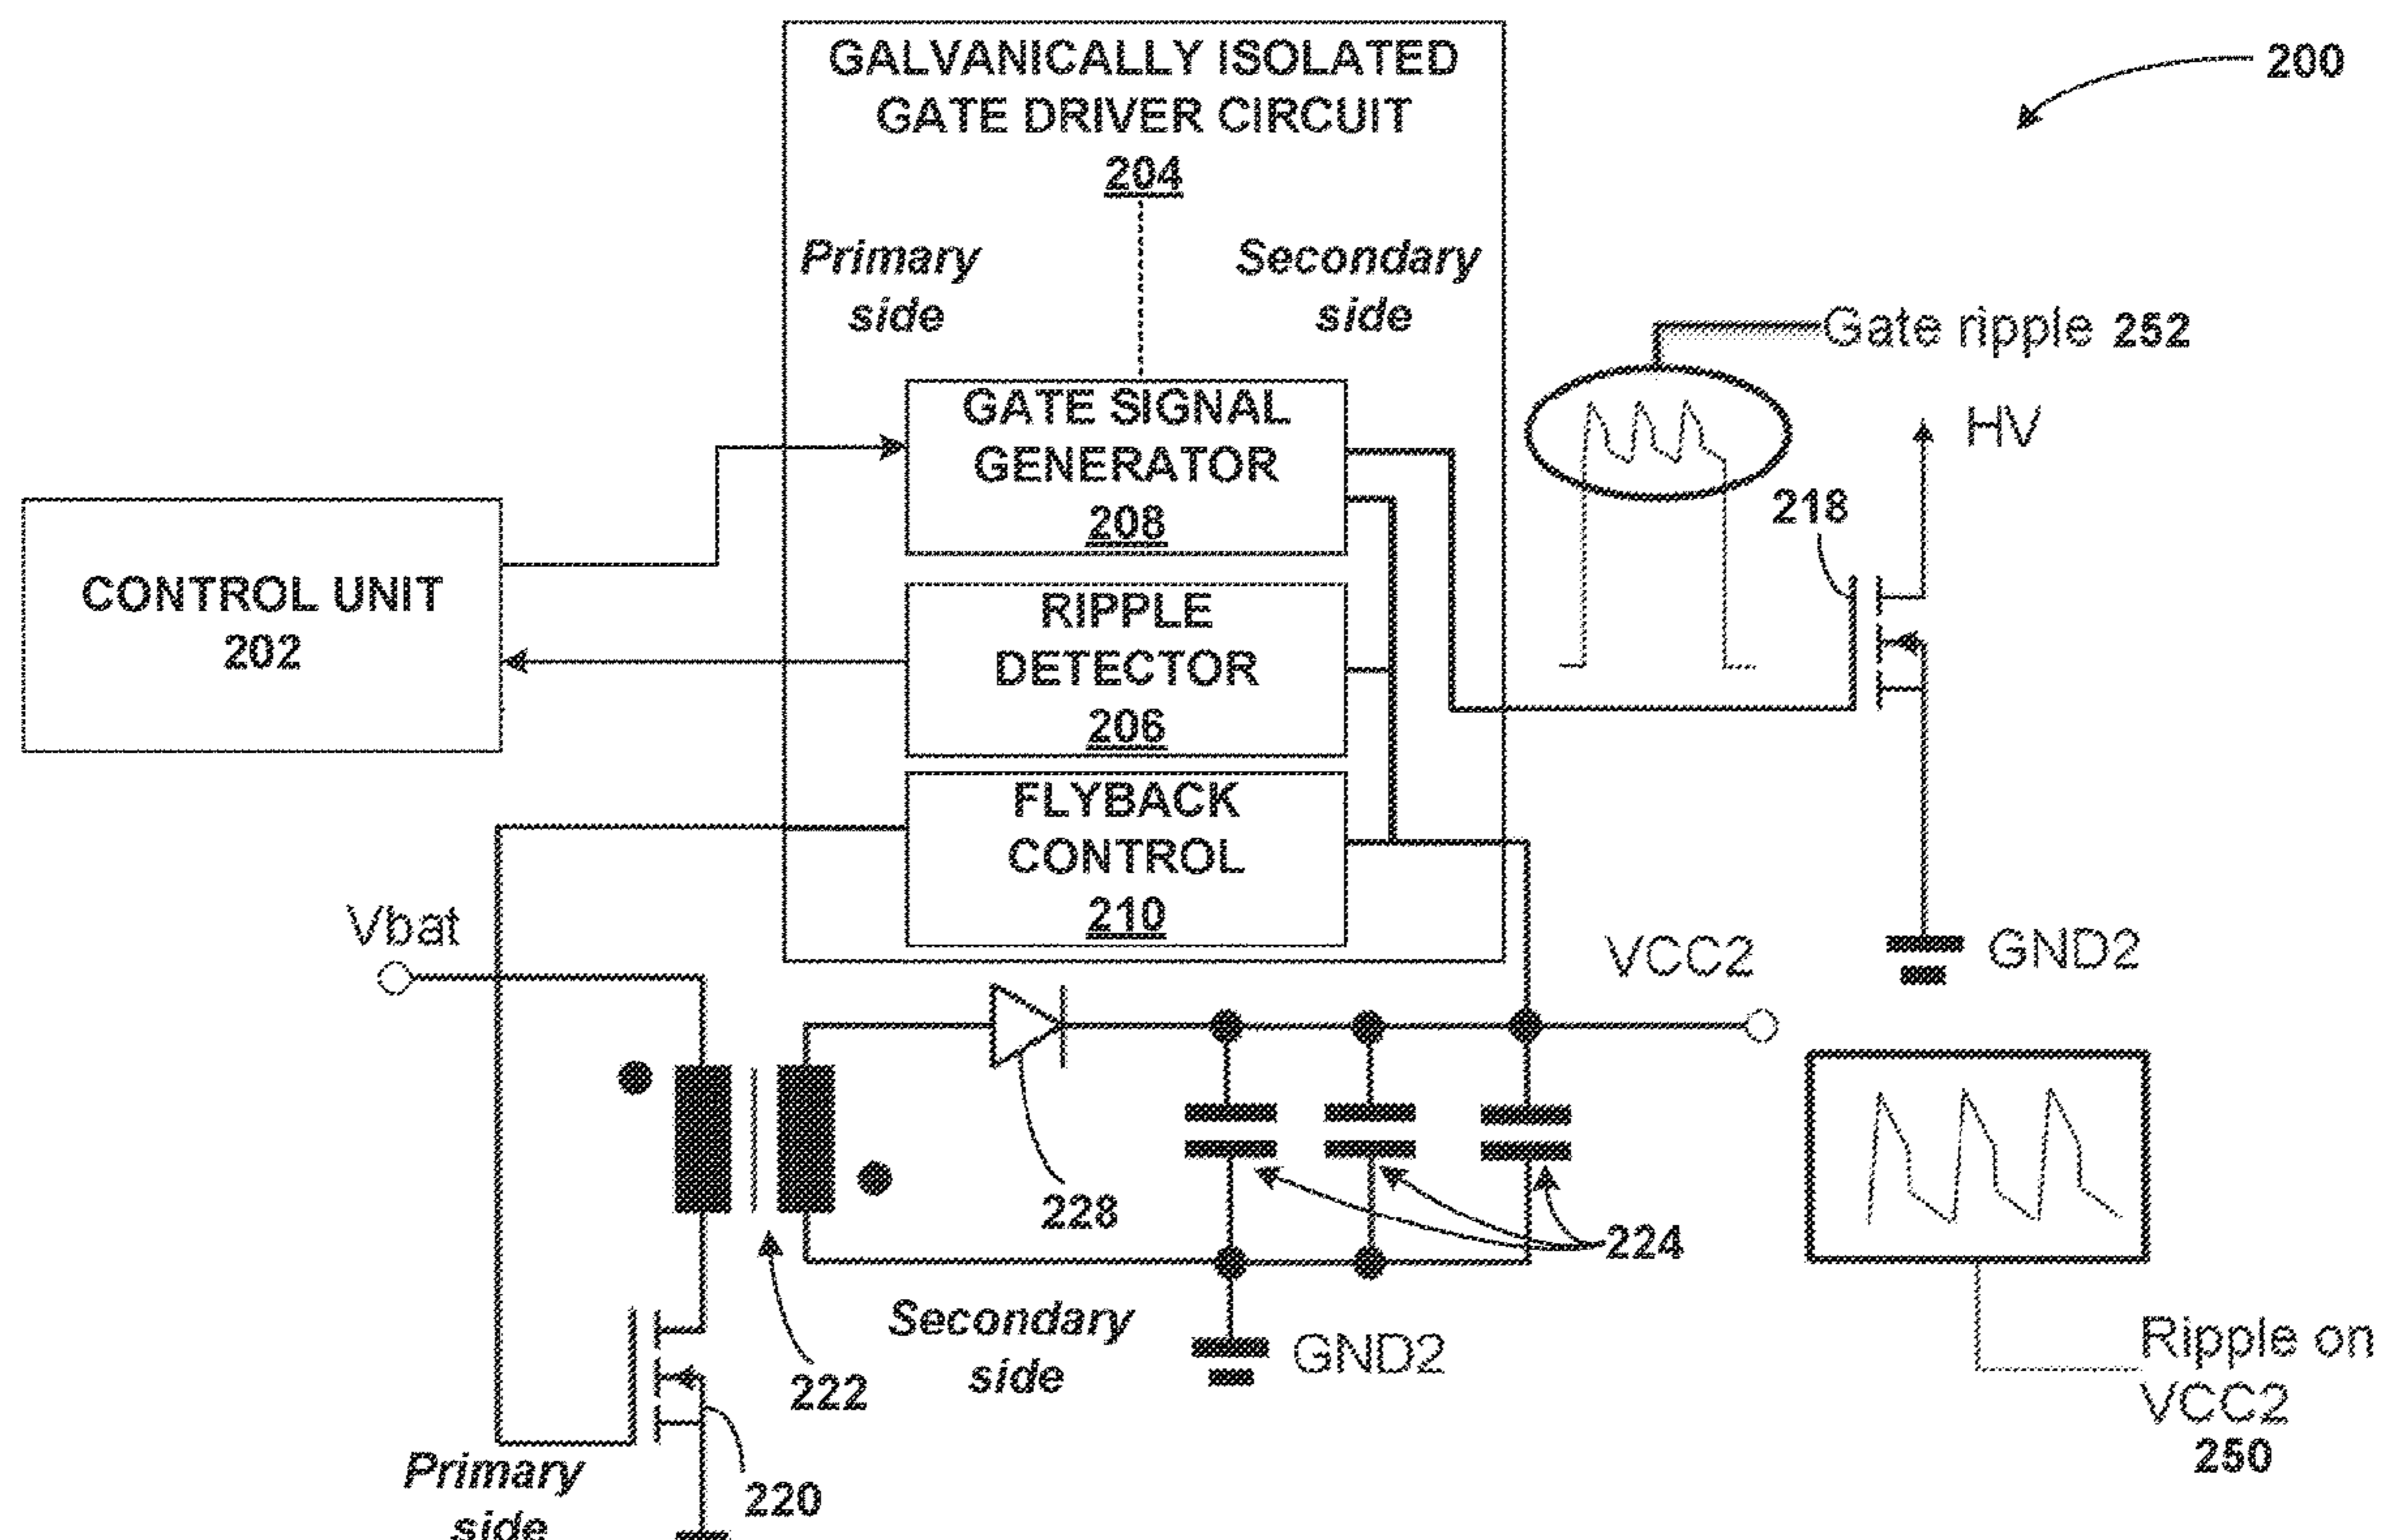 GALVANICALLY ISOLATED
GATE DRIVER CIRCUIT
204
200
Primary
side
Secondary
side
Gate ripple 252
HV
218
GATE SIGNAL
GENERATOR
208
CONTROL UNIT
202
RIPPLE
DETECTOR
206
FLYBACK
CONTROL
210
Vbat
VCC2
GND2
228
224
222
Secondary
side
GND2
Ripple on
VCC2
250
220
Primary
side